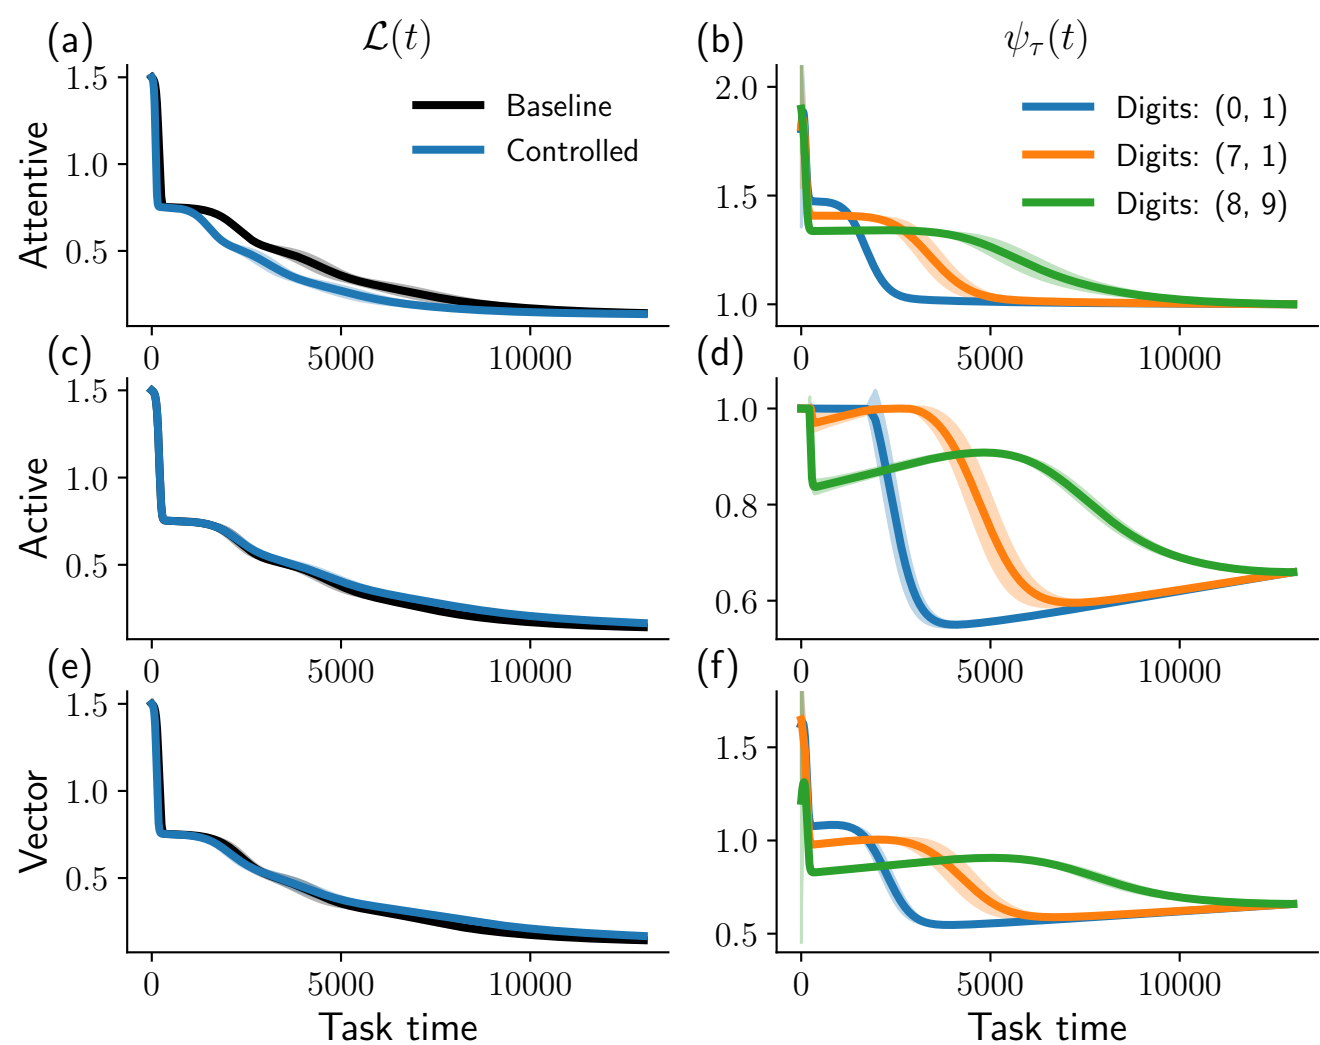 (a) ℒ(t)
(b) ψ_τ(t)
Attentive
1.5
1.0
0.5
Baseline
Controlled
0 5000 10000
2.0
1.5
1.0
Digits: (0, 1)
Digits: (7, 1)
Digits: (8, 9)
0 5000 10000
(c)
Active
1.5
1.0
0.5
0 5000 10000
(d)
1.0
0.8
0.6
0 5000 10000
(e)
Vector
1.5
1.0
0.5
0 5000 10000
Task time
(f)
1.5
1.0
0.5
0 5000 10000
Task time